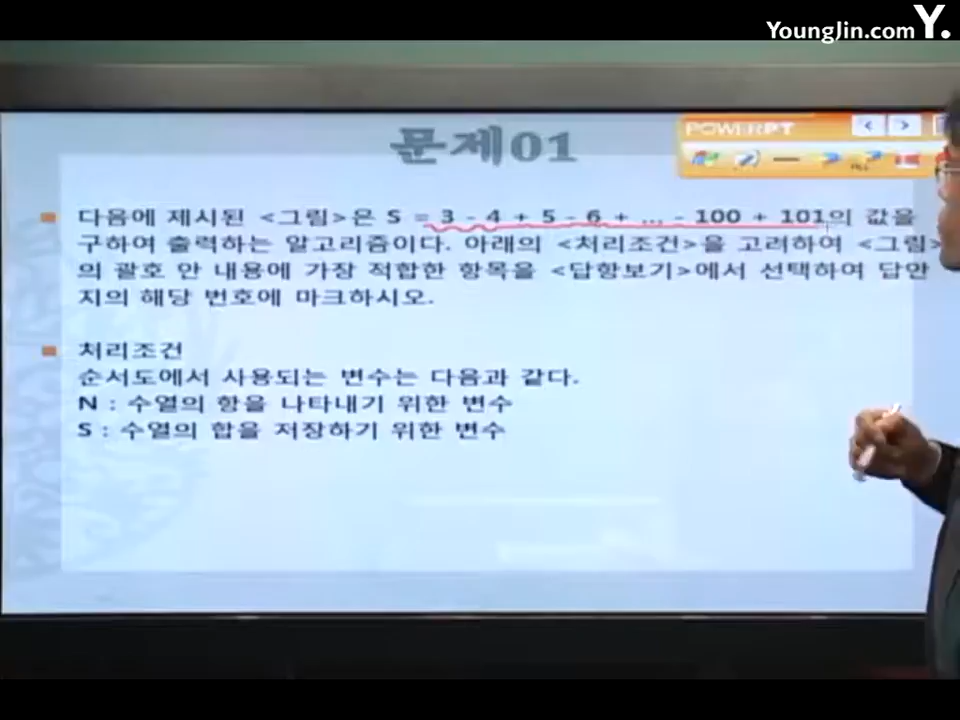 YoungJin.com Y.
문제01
POWERPT
다음에 제시된 <그림>은 S = 3 - 4 + 5 - 6 + ... - 100 + 101의 값을
구하여 출력하는 알고리즘이다. 아래의 <처리조건>을 고려하여 <그림>
의 괄호 안 내용에 가장 적합한 항목을 <답항보기>에서 선택하여 답안
지의 해당 번호에 마크하시오.
처리조건
순서도에서 사용되는 변수는 다음과 같다.
N : 수열의 항을 나타내기 위한 변수
S : 수열의 합을 저장하기 위한 변수